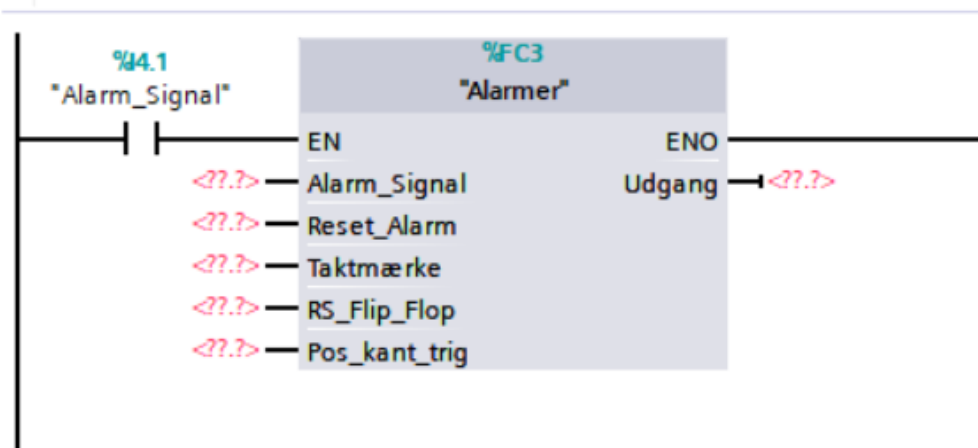 %I4.1
"Alarm_Signal"
%FC3
"Alarmer"
EN ENO
<??.?> Alarm_Signal Udgang <??.?>
<??.?> Reset_Alarm
<??.?> Taktmærke
<??.?> RS_Flip_Flop
<??.?> Pos_kant_trig